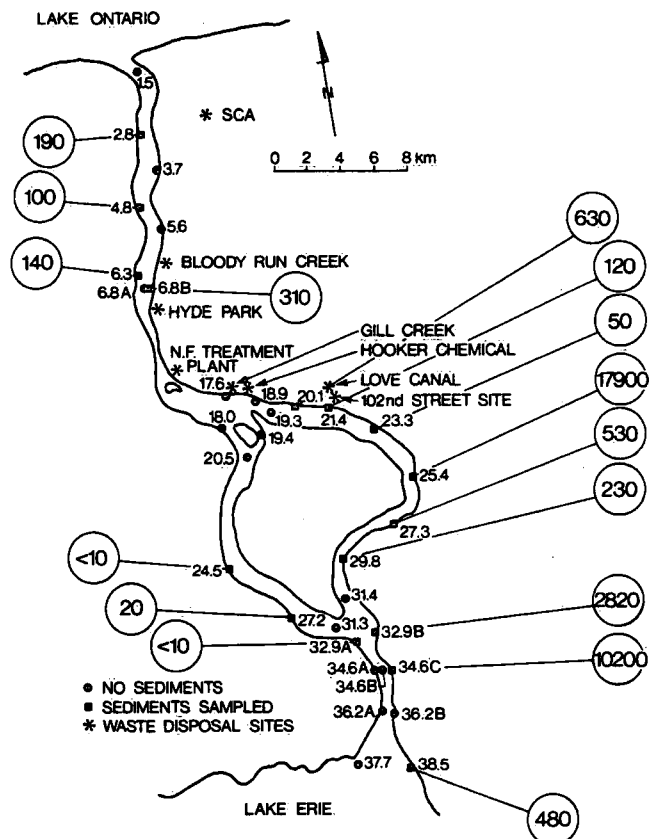 LAKE ONTARIO
1.5
* SCA
N
190
2.8
0 2 4 6 8 km
3.7
100
4.8
630
5.6
BLOODY RUN CREEK
120
140
6.3
6.8A
6.8B
310
HYDE PARK
50
GILL CREEK
N.F. TREATMENT
PLANT
HOOKER CHEMICAL
LOVE CANAL
17900
17.6
18.9
20.1
102nd STREET SITE
19.3
21.4
23.3
18.0
19.4
530
20.5
25.4
230
27.3
<10
24.5
29.8
31.4
20
27.2
2820
31.3
32.9B
<10
32.9A
34.6A
34.6C
10200
34.6B
NO SEDIMENTS
SEDIMENTS SAMPLED
* WASTE DISPOSAL SITES
36.2A
36.2B
37.7
38.5
LAKE ERIE
480